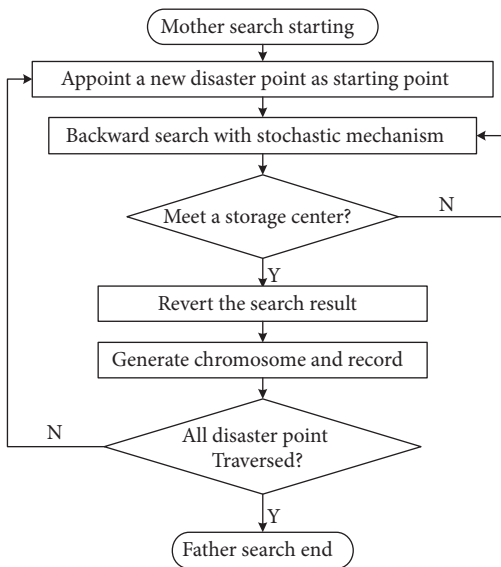 Mother search starting
Appoint a new disaster point as starting point
Backward search with stochastic mechanism
Meet a storage center?
N
Y
Revert the search result
Generate chromosome and record
N
All disaster point
Traversed?
Y
Father search end